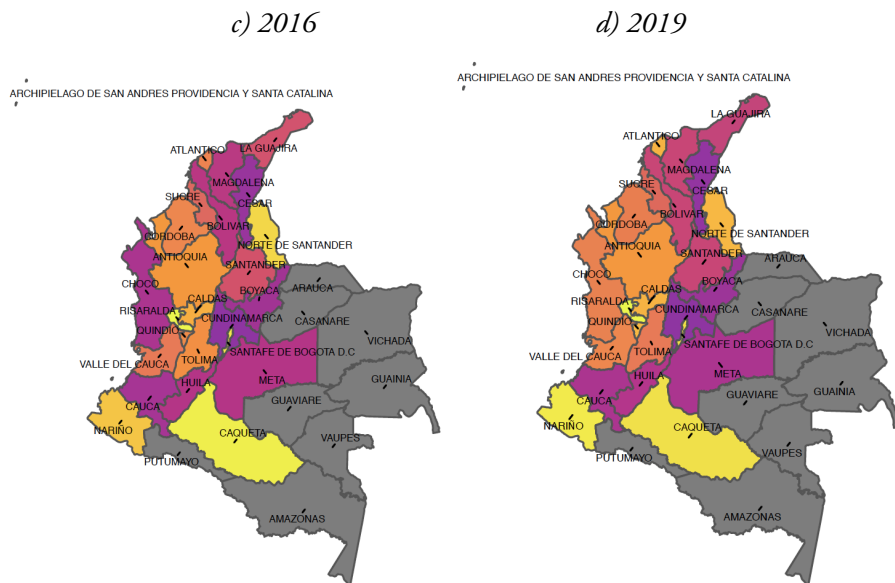 c) 2016
d) 2019
ARCHIPIELAGO DE SAN ANDRES PROVIDENCIA Y SANTA CATALINA
LA GUAJIRA
ATLANTICO
MAGDALENA
SUCRE
CESAR
BOLIVAR
CORDOBA
NORTE DE SANTANDER
ANTIOQUIA
SANTANDER
CHOCO
ARAUCA
BOYACA
CALDAS
RISARALDA
CUNDINAMARCA
CASANARE
QUINDIO
VICHADA
SANTAFE DE BOGOTA D.C
VALLE DEL CAUCA
TOLIMA
HUILA
META
GUAINIA
GUAVIARE
CAUCA
NARIÑO
CAQUETA
VAUPES
PUTUMAYO
AMAZONAS
ARCHIPIELAGO DE SAN ANDRES PROVIDENCIA Y SANTA CATALINA
LA GUAJIRA
ATLANTICO
MAGDALENA
SUCRE
CESAR
BOLIVAR
CORDOBA
NORTE DE SANTANDER
ANTIOQUIA
SANTANDER
ARAUCA
CHOCO
BOYACA
CALDAS
RISARALDA
CUNDINAMARCA
CASANARE
QUINDIO
VICHADA
SANTAFE DE BOGOTA D.C
TOLIMA
VALLE DEL CAUCA
META
HUILA
GUAINIA
GUAVIARE
CAUCA
NARIÑO
CAQUETA
VAUPES
PUTUMAYO
AMAZONAS